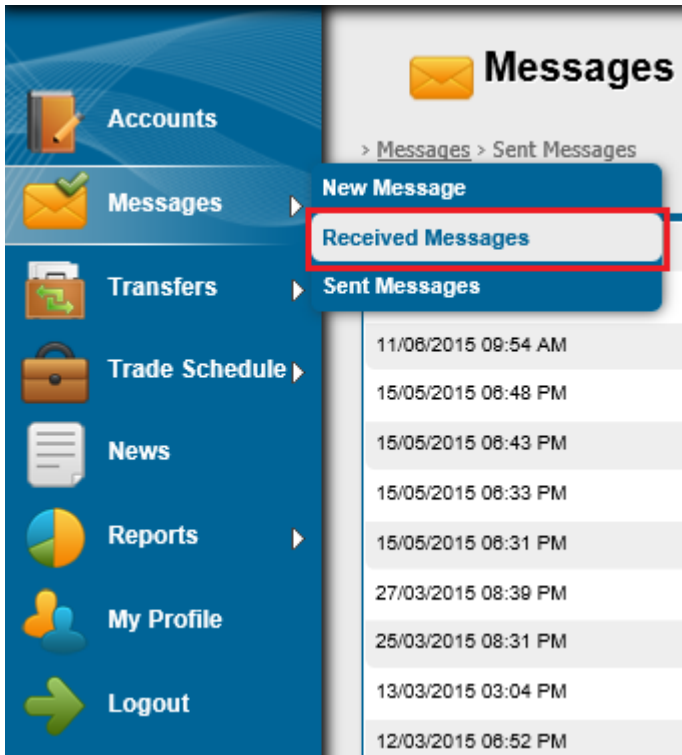 Messages
> Messages > Sent Messages
Accounts
Messages
New Message
Received Messages
Sent Messages
Transfers
Trade Schedule
News
Reports
My Profile
Logout
11/06/2015 09:54 AM
15/05/2015 06:48 PM
15/05/2015 06:43 PM
15/05/2015 06:33 PM
15/05/2015 06:31 PM
27/03/2015 08:39 PM
25/03/2015 08:31 PM
13/03/2015 03:04 PM
12/03/2015 06:52 PM